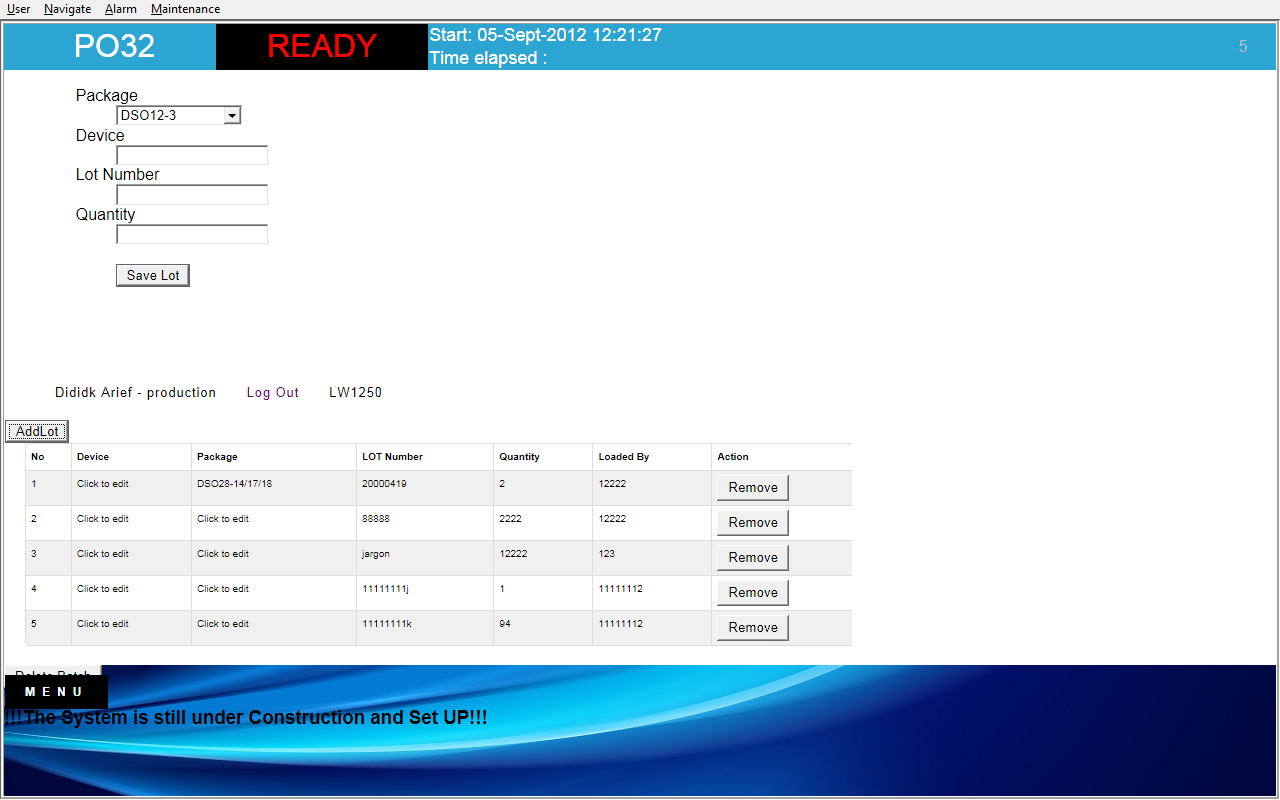 User Navigate Alarm Maintenance
PO32 READY Start: 05-Sept-2012 12:21:27
Time elapsed : 5
Package
DSO12-3
Device
Lot Number
Quantity
Save Lot
Dididk Arief - production Log Out LW1250
AddLot
No Device Package LOT Number Quantity Loaded By Action
1 Click to edit DSO28-14/17/18 20000419 2 12222 Remove
2 Click to edit Click to edit 88888 2222 12222 Remove
3 Click to edit Click to edit jargon 12222 123 Remove
4 Click to edit Click to edit 11111111j 1 11111112 Remove
5 Click to edit Click to edit 11111111k 94 11111112 Remove
Delete Batch
MENU
!!!The System is still under Construction and Set UP!!!